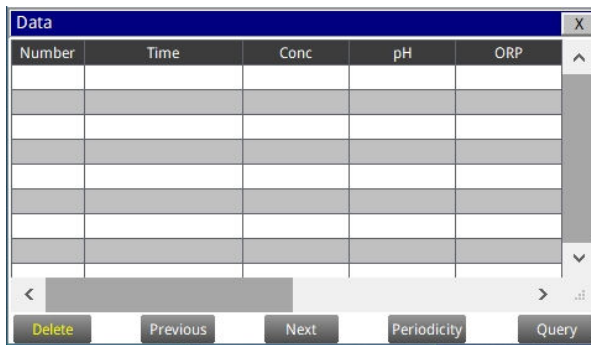 Data X
Number Time Conc pH ORP
Delete Previous Next Periodicity Query